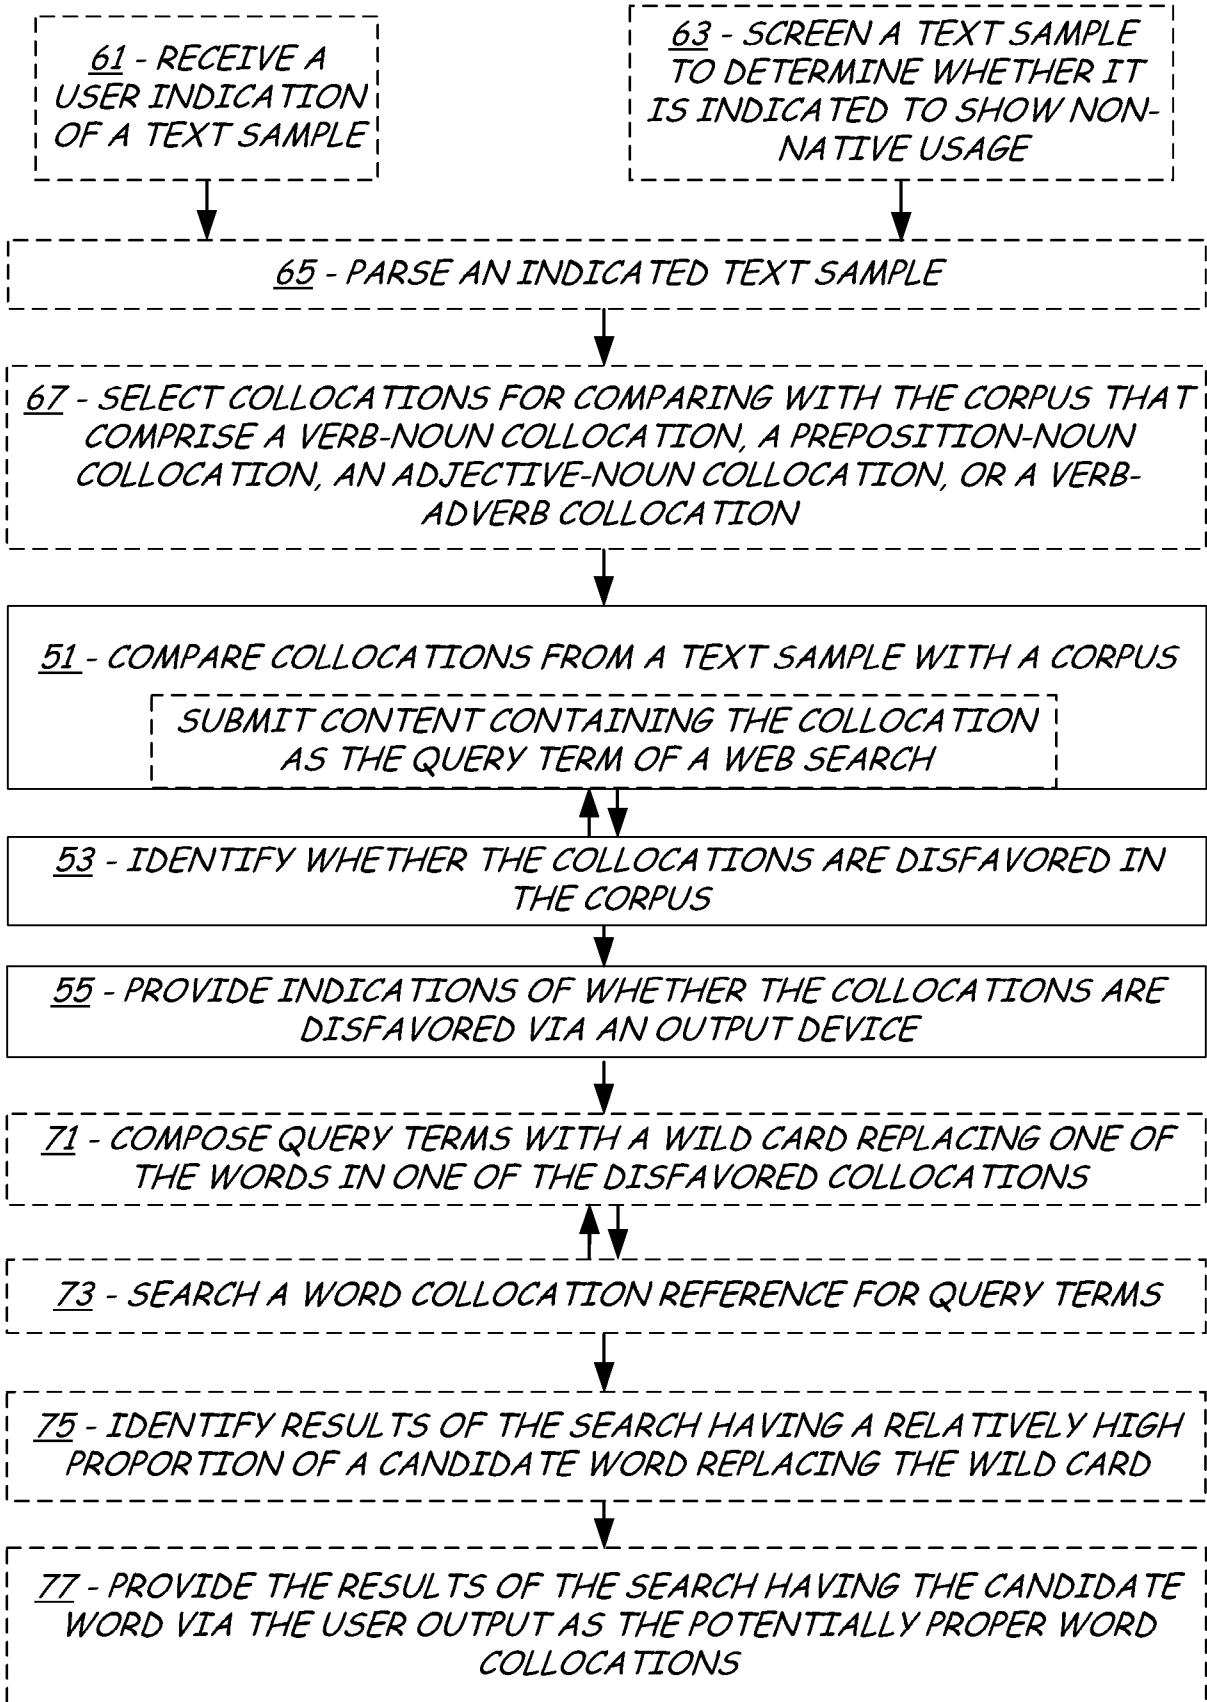 61 - RECEIVE A
USER INDICATION
OF A TEXT SAMPLE
63 - SCREEN A TEXT SAMPLE
TO DETERMINE WHETHER IT
IS INDICATED TO SHOW NON-
NATIVE USAGE
65 - PARSE AN INDICATED TEXT SAMPLE
67 - SELECT COLLOCATIONS FOR COMPARING WITH THE CORPUS THAT
COMPRISE A VERB-NOUN COLLOCATION, A PREPOSITION-NOUN
COLLOCATION, AN ADJECTIVE-NOUN COLLOCATION, OR A VERB-
ADVERB COLLOCATION
51 - COMPARE COLLOCATIONS FROM A TEXT SAMPLE WITH A CORPUS
SUBMIT CONTENT CONTAINING THE COLLOCATION
AS THE QUERY TERM OF A WEB SEARCH
53 - IDENTIFY WHETHER THE COLLOCATIONS ARE DISFAVORED IN
THE CORPUS
55 - PROVIDE INDICATIONS OF WHETHER THE COLLOCATIONS ARE
DISFAVORED VIA AN OUTPUT DEVICE
71 - COMPOSE QUERY TERMS WITH A WILD CARD REPLACING ONE OF
THE WORDS IN ONE OF THE DISFAVORED COLLOCATIONS
73 - SEARCH A WORD COLLOCATION REFERENCE FOR QUERY TERMS
75 - IDENTIFY RESULTS OF THE SEARCH HAVING A RELATIVELY HIGH
PROPORTION OF A CANDIDATE WORD REPLACING THE WILD CARD
77 - PROVIDE THE RESULTS OF THE SEARCH HAVING THE CANDIDATE
WORD VIA THE USER OUTPUT AS THE POTENTIALLY PROPER WORD
COLLOCATIONS